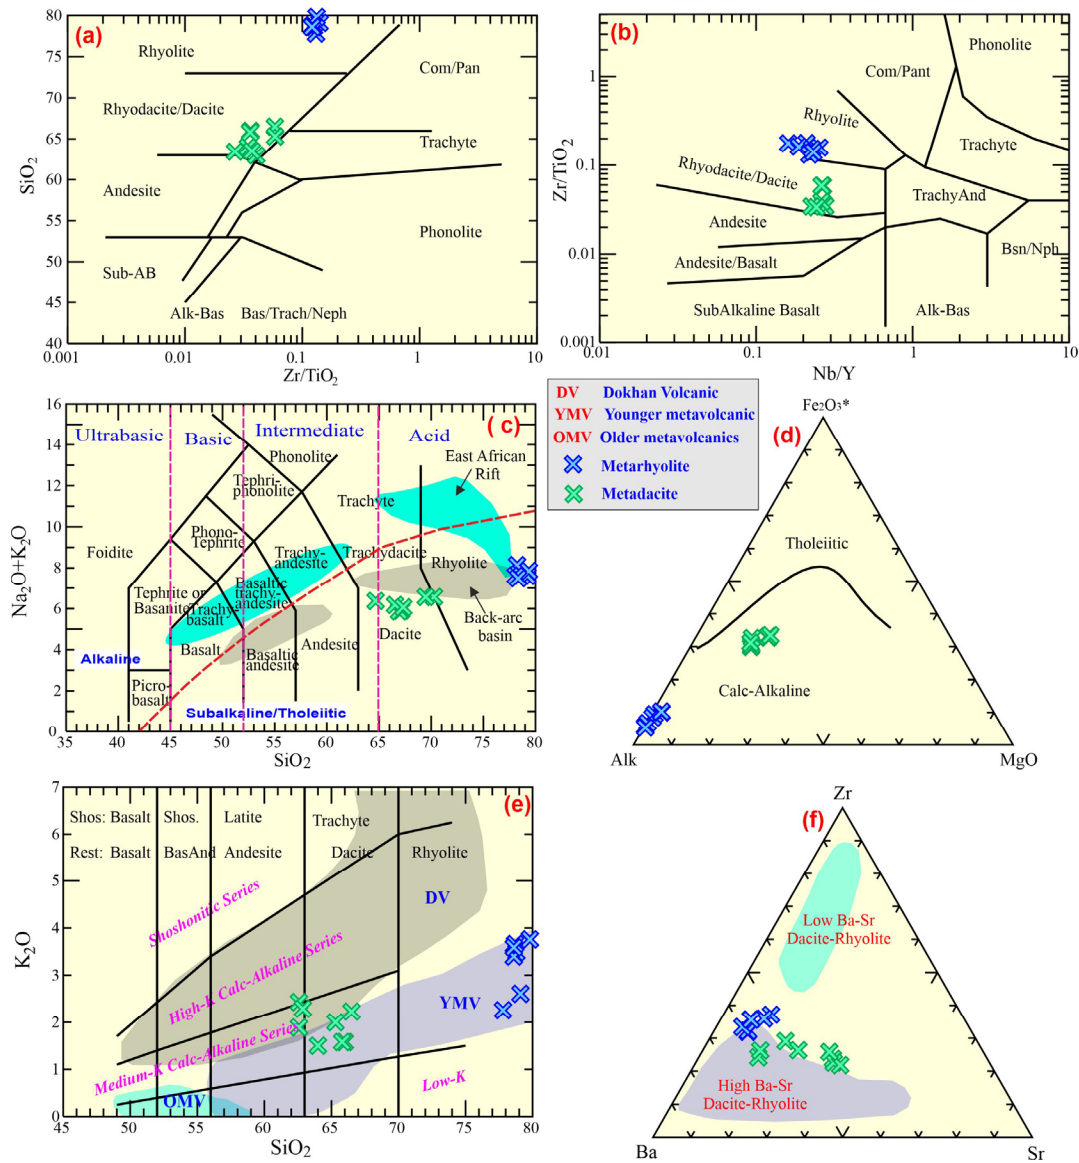 (a)
80
75
70
65
60
55
50
45
40
SiO2
Rhyolite
Com/Pan
Rhyodacite/Dacite
Trachyte
Andesite
Phonolite
Sub-AB
Alk-Bas
Bas/Trach/Neph
0.001
0.01
0.1
1
10
Zr/TiO2
(b)
1
0.1
0.01
0.001
Zr/TiO2
Phonolite
Com/Pant
Rhyolite
Trachyte
Rhyodacite/Dacite
TrachyAnd
Andesite
Bsn/Nph
Andesite/Basalt
SubAlkaline Basalt
Alk-Bas
0.01
0.1
1
10
Nb/Y
DV Dokhan Volcanic
YMV Younger metavolcanic
OMV Older metavolcanics
Metarhyolite
Metadacite
( c)
16
14
12
10
8
6
4
2
0
Na2O+K2O
Ultrabasic
Basic
Intermediate
Acid
Phonolite
East African
Rift
Tephri-
phonolite
Trachyte
Phono-
Tephrite
Foidite
Trachy-
andesite
Trachydacite
Rhyolite
Tephrite or
Basanite
Trachy-
basalt
Basaltic
trachy-
andesite
Back-arc
basin
Basalt
Basaltic
andesite
Andesite
Dacite
Alkaline
Picro-
basalt
Subalkaline/Tholeiitic
35
40
45
50
55
60
65
70
75
80
SiO2
(d)
Fe2O3*
Tholeiitic
Calc-Alkaline
Alk
MgO
(e)
7
6
5
4
3
2
1
0
K2O
Shos: Basalt
Shos.
Latite
Trachyte
Rest: Basalt
BasAnd
Andesite
Dacite
Rhyolite
Shoshonitic Series
DV
High-K Calc-Alkaline Series
YMV
Medium-K Calc-Alkaline Series
Low-K
OMV
45
50
55
60
65
70
75
80
SiO2
(f)
Zr
Low Ba-Sr
Dacite-Rhyolite
High Ba-Sr
Dacite-Rhyolite
Ba
Sr